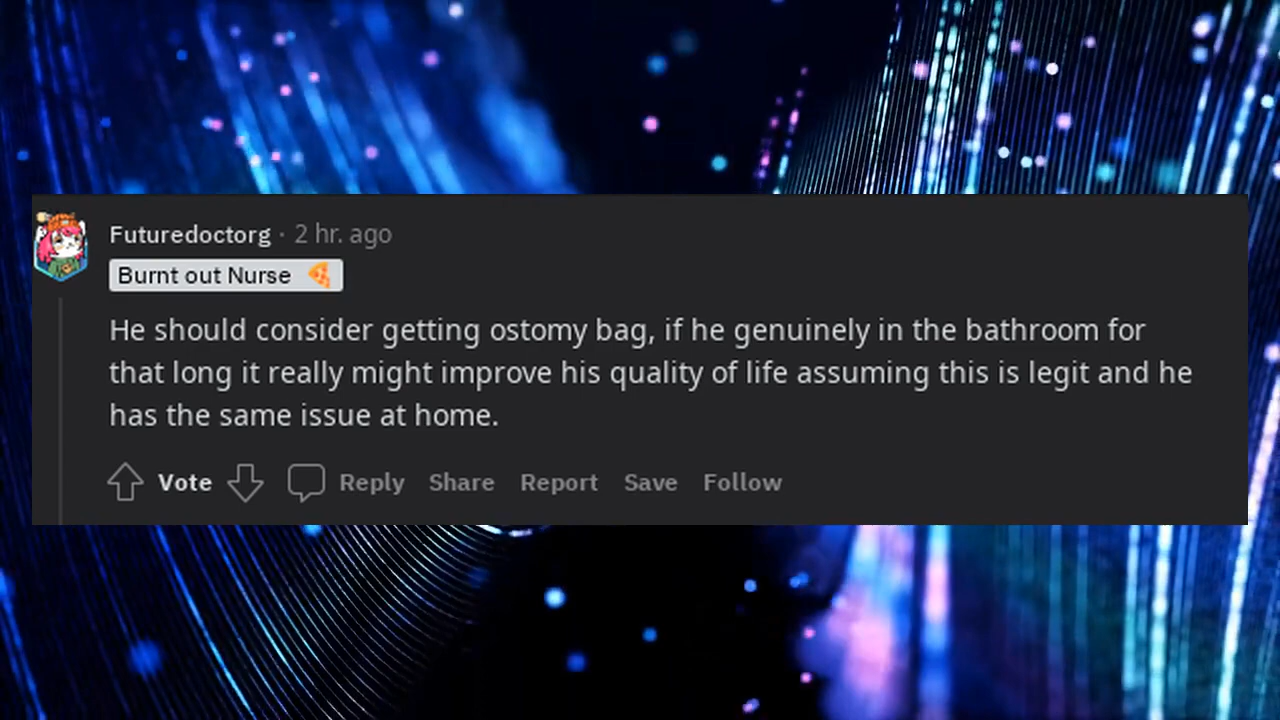 Futuredoctorg · 2 hr. ago
Burnt out Nurse 🍕
He should consider getting ostomy bag, if he genuinely in the bathroom for
that long it really might improve his quality of life assuming this is legit and he
has the same issue at home.
Vote Reply Share Report Save Follow